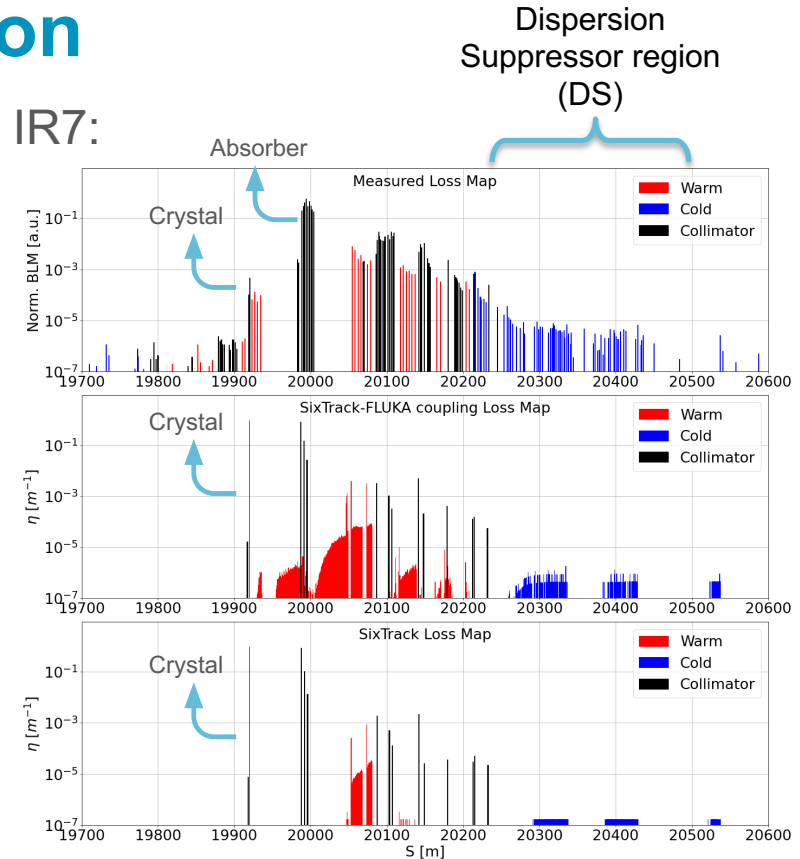 on
Dispersion
Suppressor region
(DS)
IR7:
Absorber
Crystal
Measured Loss Map
Warm
Cold
Collimator
Norm. BLM [a.u.]
10⁻¹
10⁻³
10⁻⁵
10⁻⁷
19700 19800 19900 20000 20100 20200 20300 20400 20500 20600
SixTrack-FLUKA coupling Loss Map
Crystal
Warm
Cold
Collimator
η [m⁻¹]
10⁻¹
10⁻³
10⁻⁵
10⁻⁷
19700 19800 19900 20000 20100 20200 20300 20400 20500 20600
SixTrack Loss Map
Crystal
Warm
Cold
Collimator
η [m⁻¹]
10⁻¹
10⁻³
10⁻⁵
10⁻⁷
19700 19800 19900 20000 20100 20200 20300 20400 20500 20600
S [m]